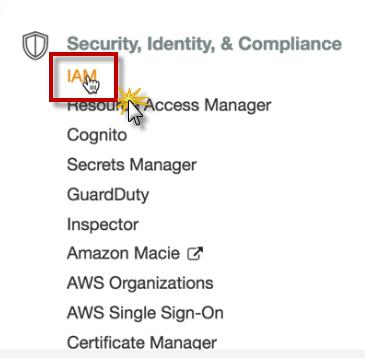 Security, Identity, & Compliance
IAM
Resource Access Manager
Cognito
Secrets Manager
GuardDuty
Inspector
Amazon Macie
AWS Organizations
AWS Single Sign-On
Certificate Manager